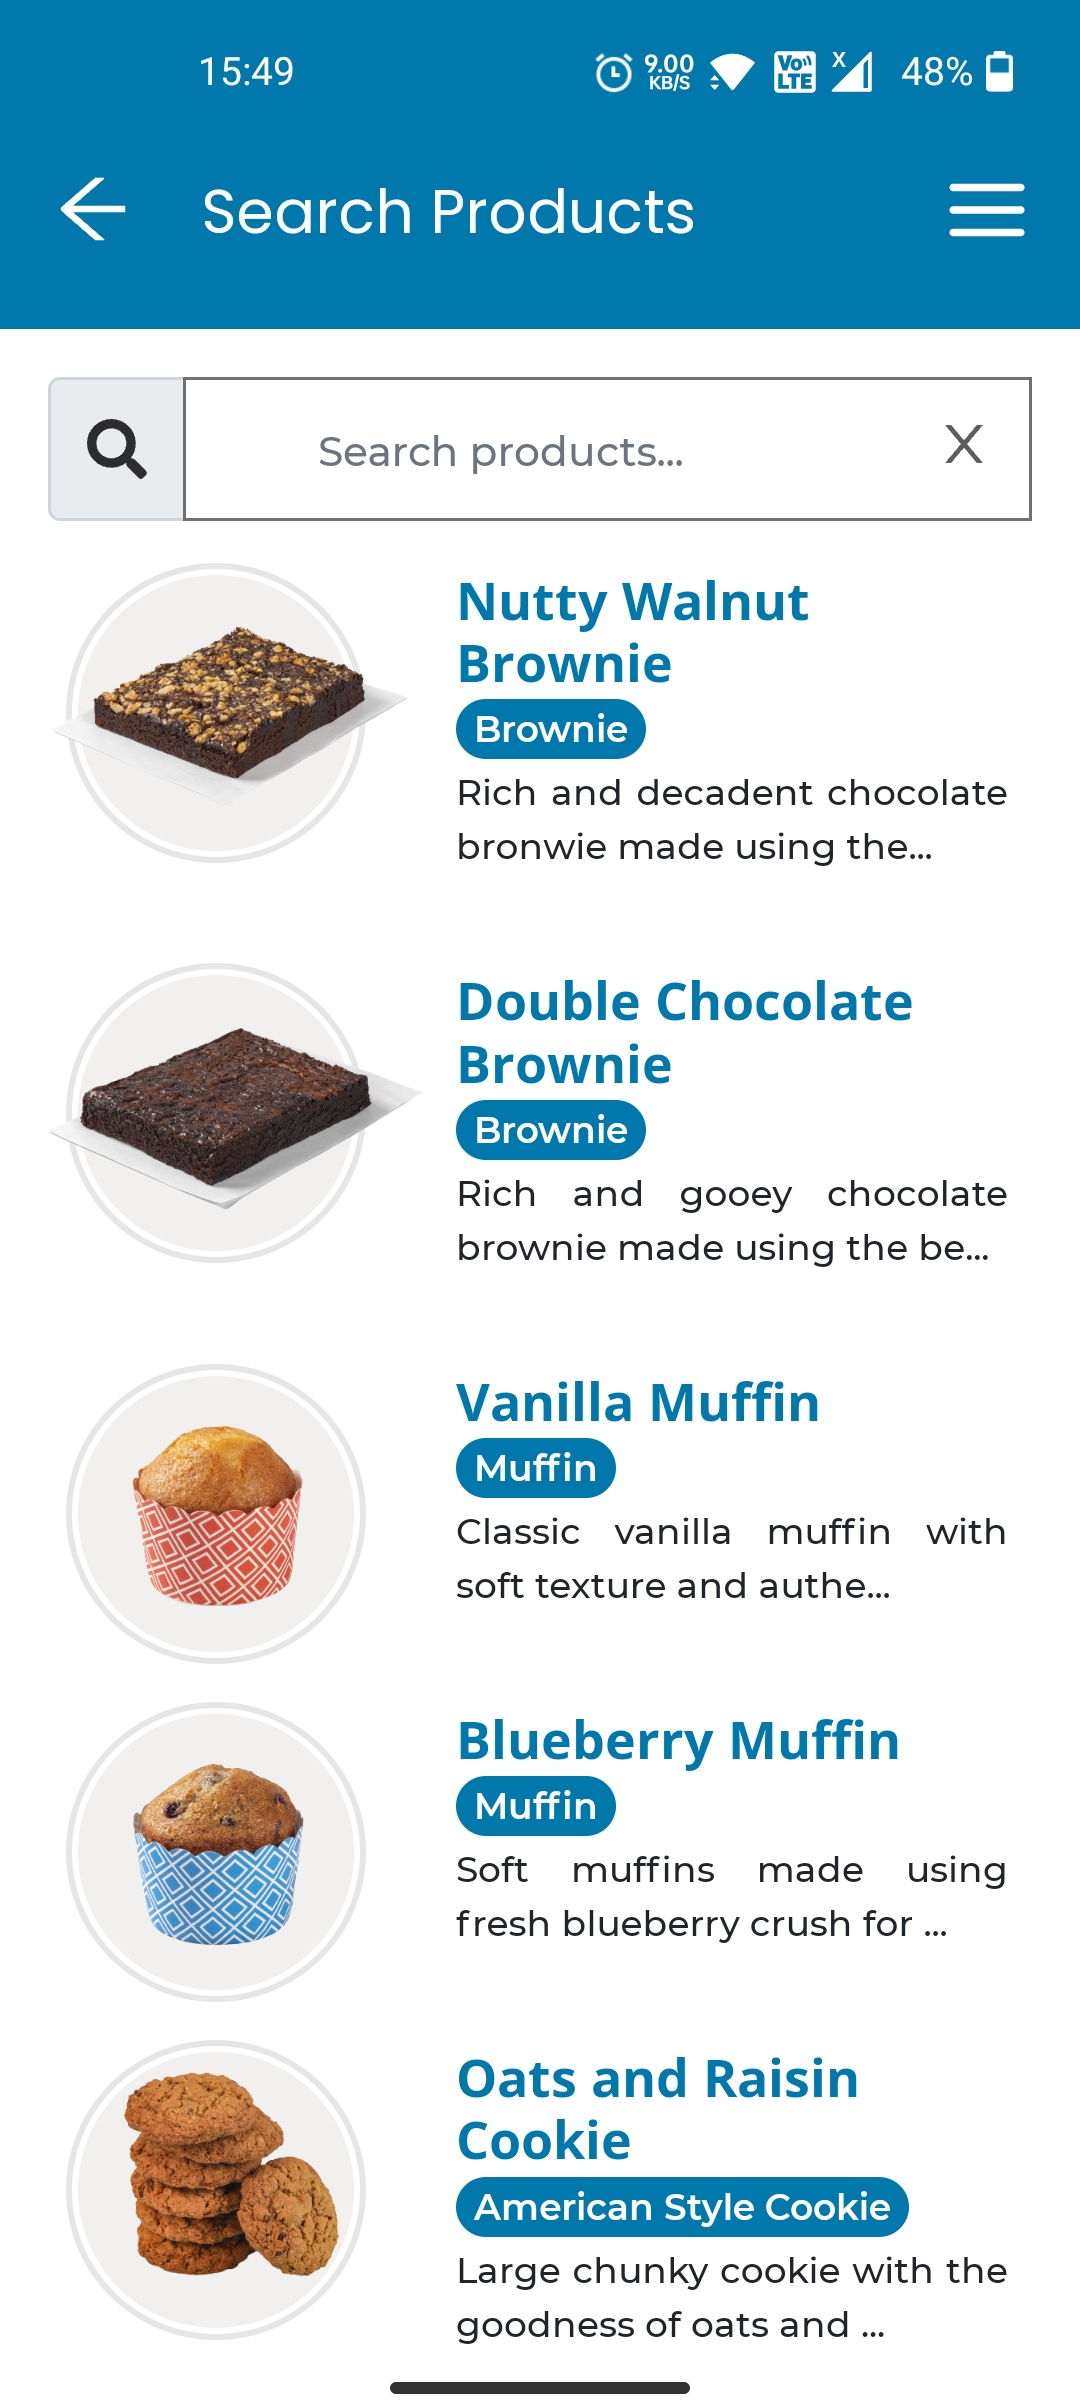 15:49
9.00
KB/S
Vo
LTE
X
48%
Search Products
Search products...
X
Nutty Walnut
Brownie
Brownie
Rich and decadent chocolate
bronwie made using the...
Double Chocolate
Brownie
Brownie
Rich and gooey chocolate
brownie made using the be...
Vanilla Muffin
Muffin
Classic vanilla muffin with
soft texture and authe...
Blueberry Muffin
Muffin
Soft muffins made using
fresh blueberry crush for ...
Oats and Raisin
Cookie
American Style Cookie
Large chunky cookie with the
goodness of oats and ...